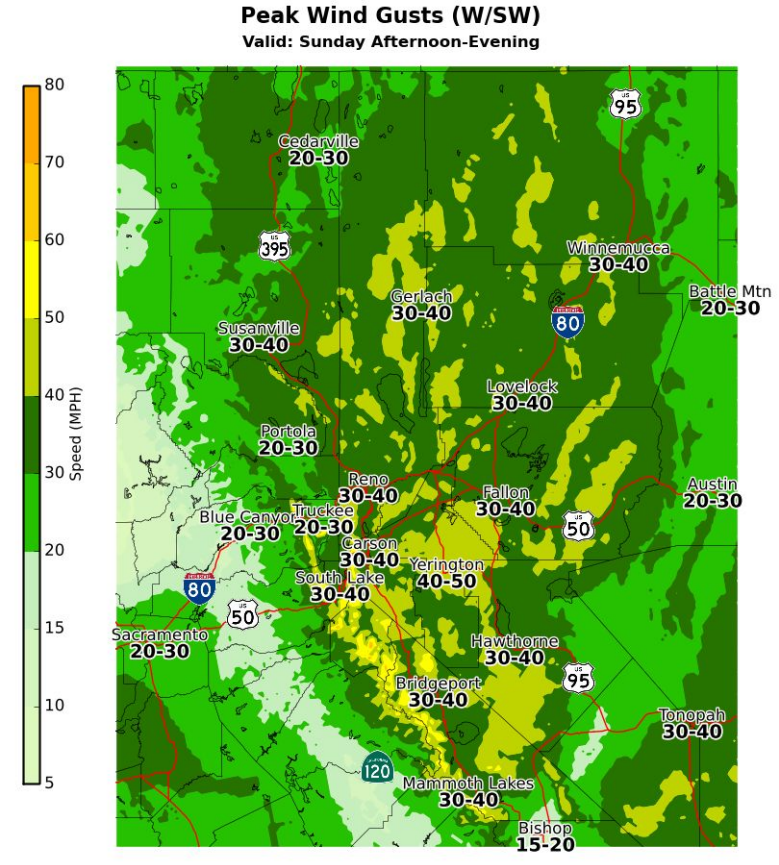 Peak Wind Gusts (W/SW)
Valid: Sunday Afternoon-Evening
80
70
60
50
40
30
20
15
10
5
Speed (MPH)
US
95
Cedarville
20-30
US
395
Winnemucca
30-40
Battle Mtn
20-30
Gerlach
30-40
80
Susanville
30-40
Lovelock
30-40
Portola
20-30
Reno
30-40
Fallon
30-40
Austin
20-30
Blue Canyon
20-30
Truckee
20-30
US
50
Carson
30-40
Yerington
40-50
South Lake
30-40
80
US
50
Sacramento
20-30
Hawthorne
30-40
US
95
Bridgeport
30-40
Tonopah
30-40
120
Mammoth Lakes
30-40
Bishop
15-20